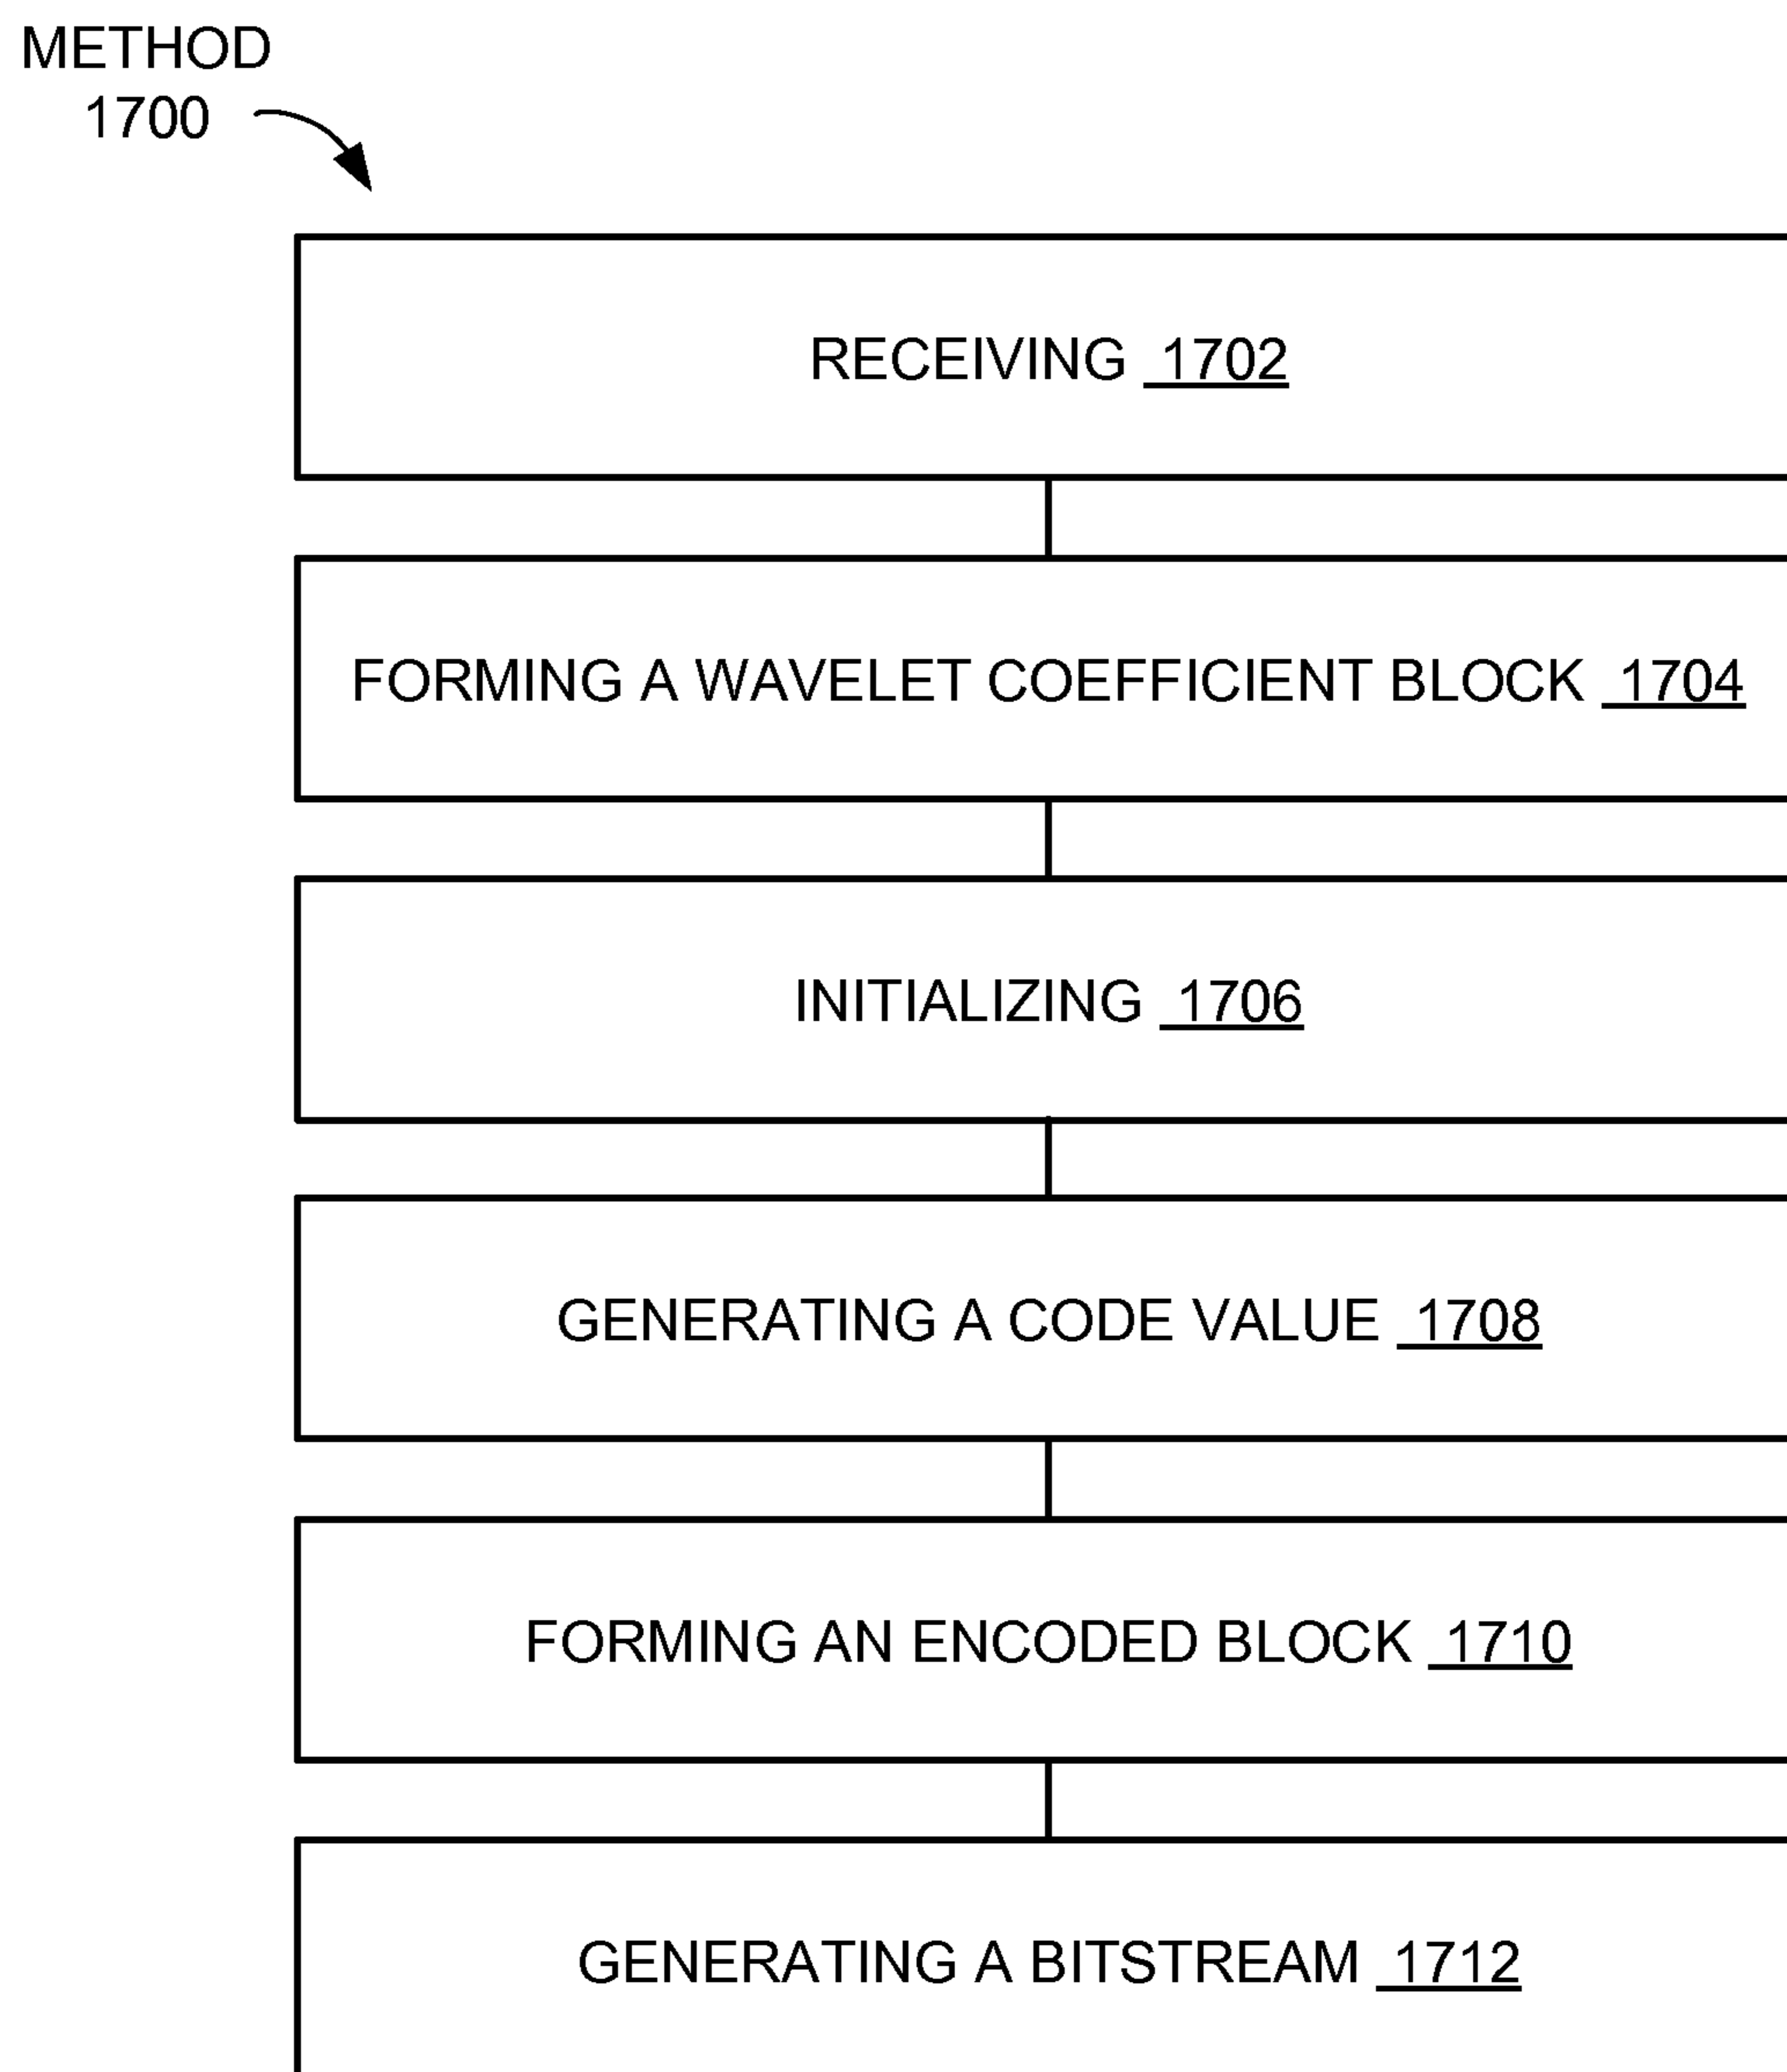 METHOD
1700
RECEIVING 1702
FORMING A WAVELET COEFFICIENT BLOCK 1704
INITIALIZING 1706
GENERATING A CODE VALUE 1708
FORMING AN ENCODED BLOCK 1710
GENERATING A BITSTREAM 1712